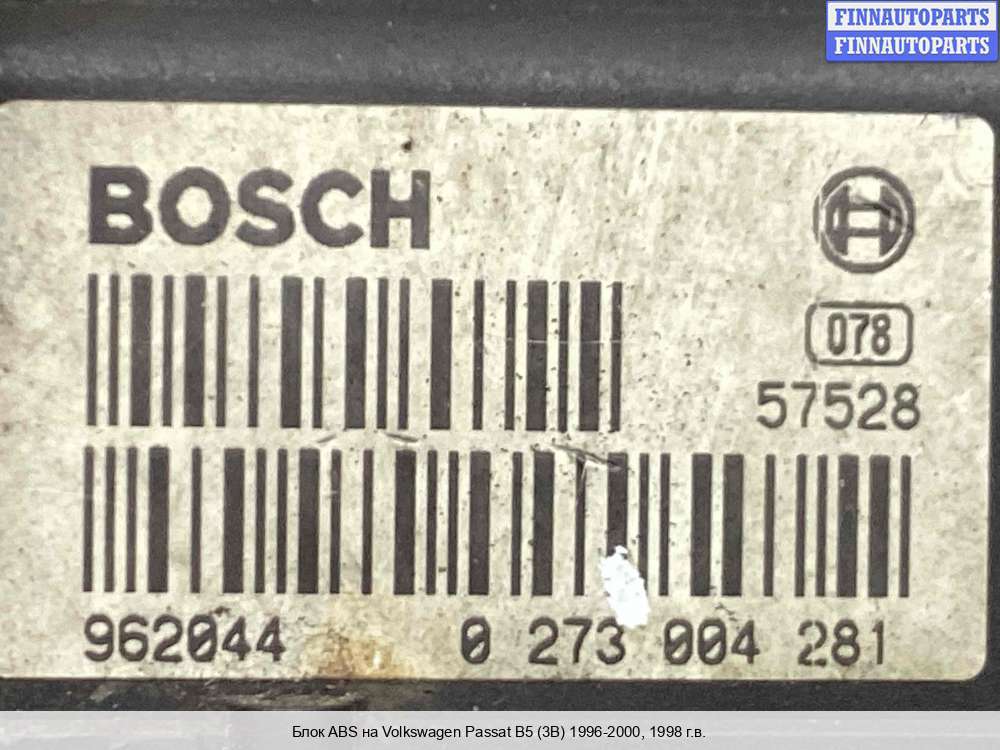 FINNAUTOPARTS
FINNAUTOPARTS
BOSCH
078
57528
962044 0 273 004 281
Блок ABS на Volkswagen Passat B5 (3B) 1996-2000, 1998 г.в.